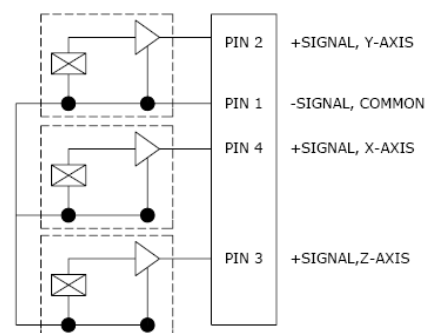 PIN 2 +SIGNAL, Y-AXIS
PIN 1 -SIGNAL, COMMON
PIN 4 +SIGNAL, X-AXIS
PIN 3 +SIGNAL,Z-AXIS